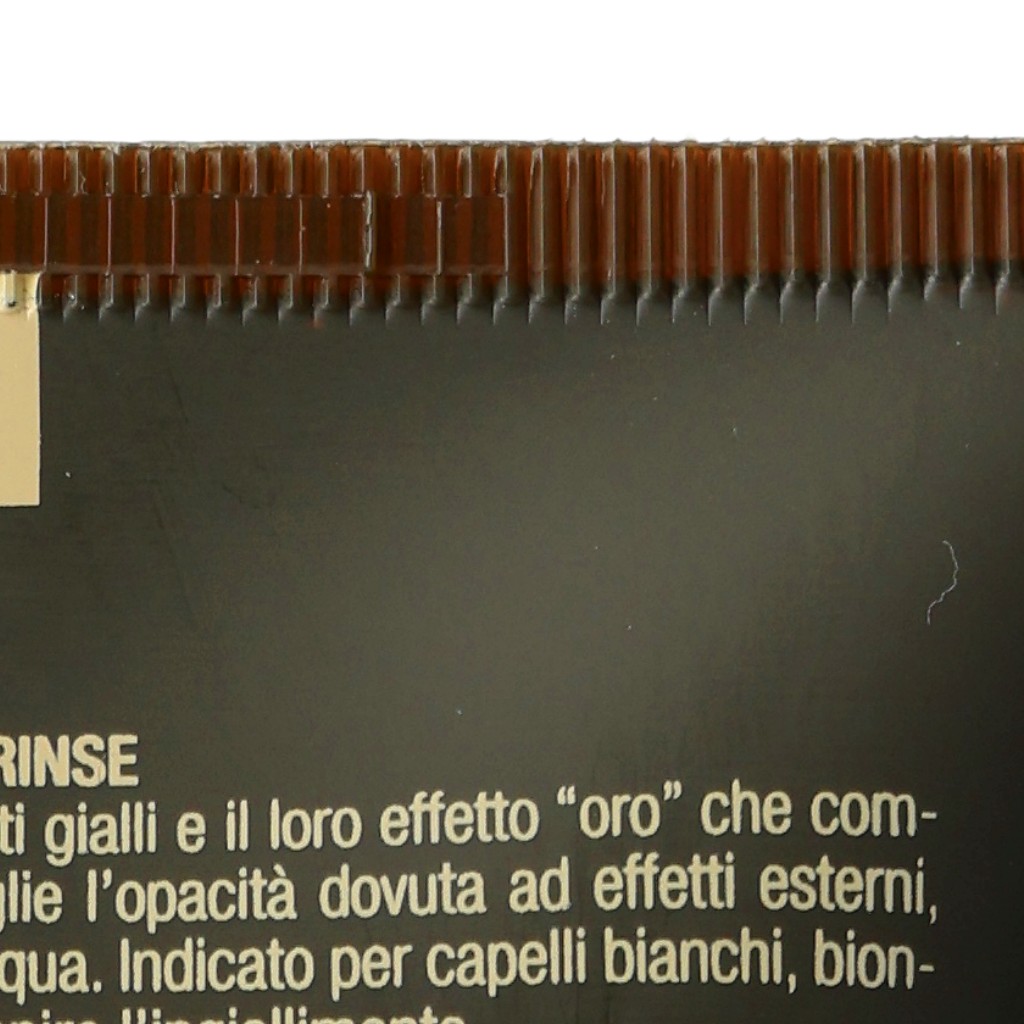 RINSE
ti gialli e il loro effetto “oro” che com-
glie l’opacità dovuta ad effetti esterni,
qua. Indicato per capelli bianchi, bion-
l'ingiallimento